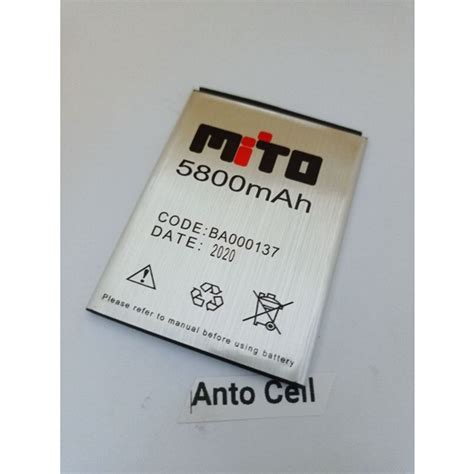 MiTO
5800mAh
CODE:BA000137
DATE: 2020
Please refer to manual before using battery
Anto Cell